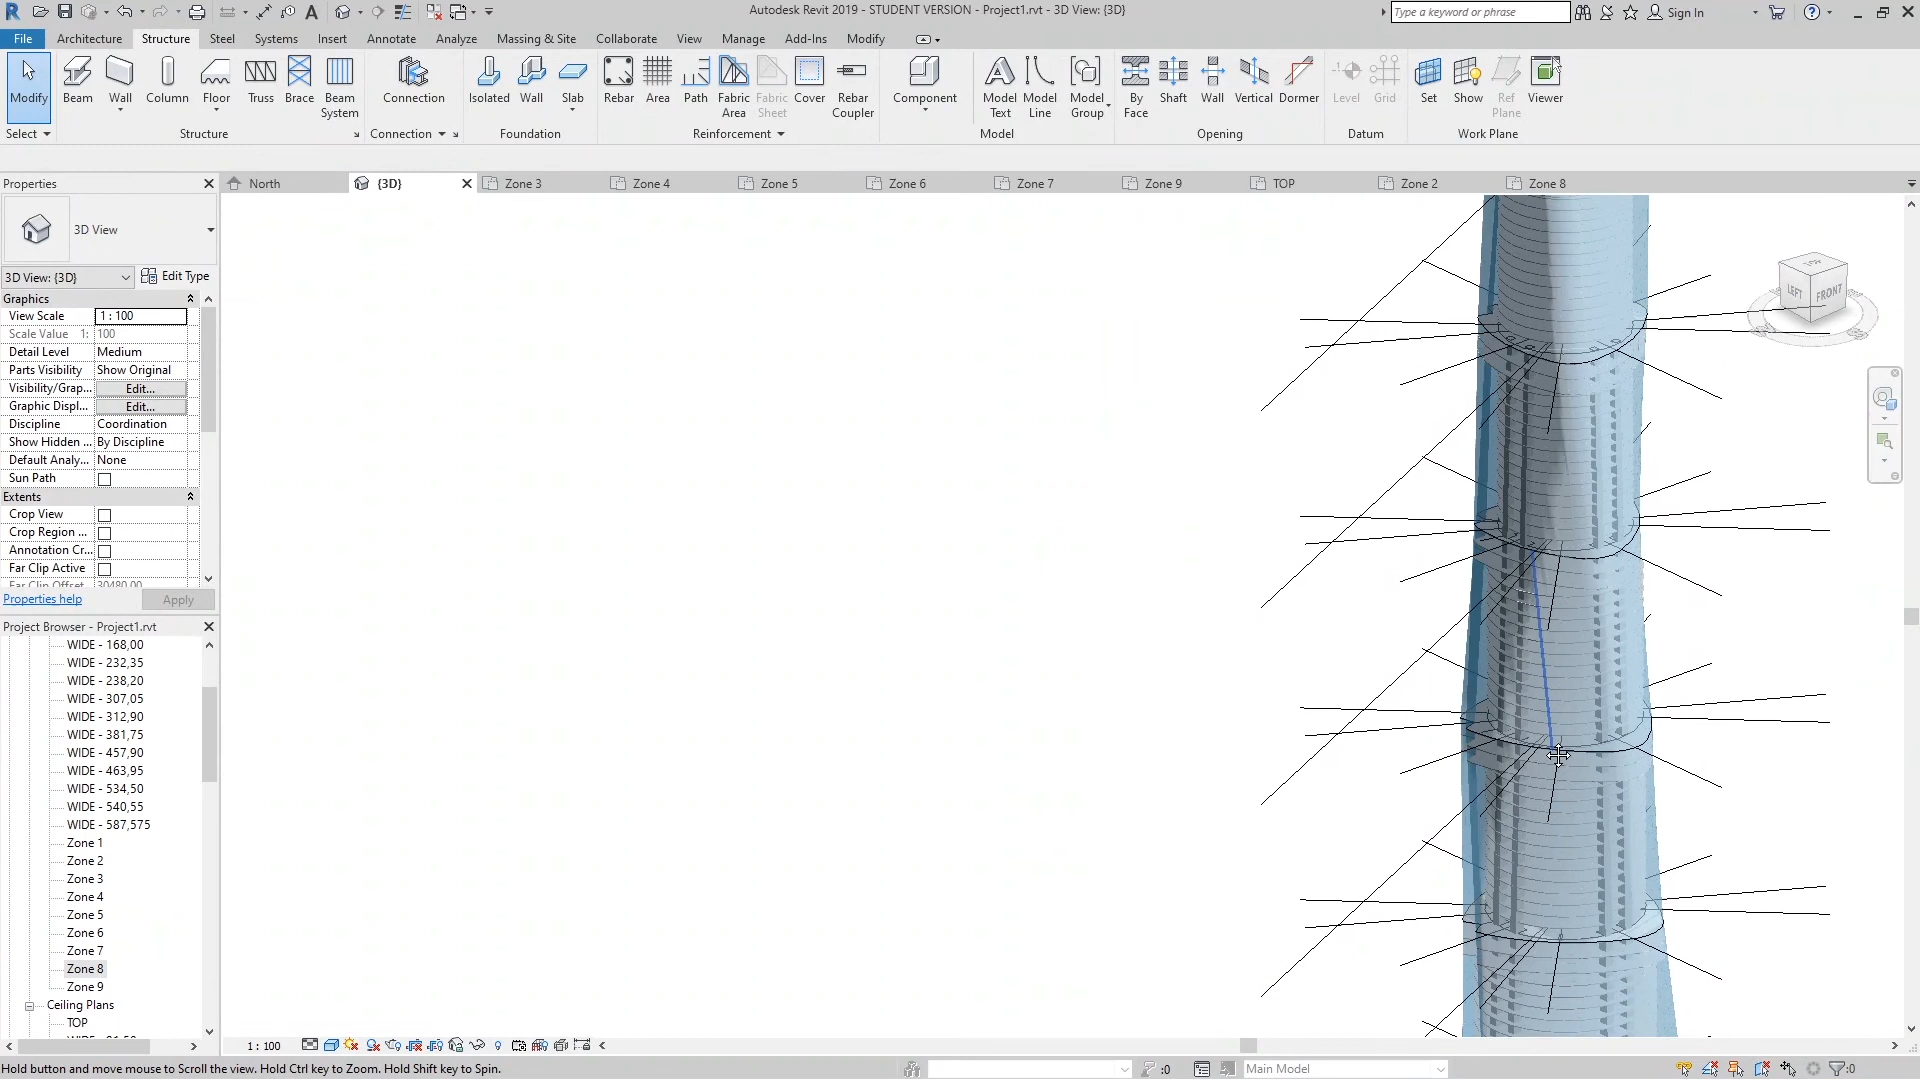 Autodesk Revit 2019 - STUDENT VERSION - Project1.rvt - 3D View: {3D}
Type a keyword or phrase
Sign In
File
Architecture
Structure
Steel
Systems
Insert
Annotate
Analyze
Massing & Site
Collaborate
View
Manage
Add-Ins
Modify
Modify
Beam
Wall
Column
Floor
Truss
Brace
Beam
System
Connection
Isolated
Wall
Slab
Rebar
Area
Path
Fabric
Area
Fabric
Sheet
Cover
Rebar
Coupler
Component
Model
Text
Model
Line
Model
Group
By
Face
Shaft
Wall
Vertical
Dormer
Level
Grid
Set
Show
Ref
Plane
Viewer
Select
Structure
Connection
Foundation
Reinforcement
Model
Opening
Datum
Work Plane
Properties
North
{3D}
Zone 3
Zone 4
Zone 5
Zone 6
Zone 7
Zone 9
TOP
Zone 2
Zone 8
3D View
3D View: {3D}
Edit Type
Graphics
View Scale
1 : 100
Scale Value 1:
100
Detail Level
Medium
Parts Visibility
Show Original
Visibility/Grap...
Edit...
Graphic Displ...
Edit...
Discipline
Coordination
Show Hidden ...
By Discipline
Default Analy...
None
Sun Path
Extents
Crop View
Crop Region ...
Annotation Cr...
Far Clip Active
Far Clip Offset
30480.00
Properties help
Apply
LEFT
FRONT
TOP
Project Browser - Project1.rvt
WIDE - 168,00
WIDE - 232,35
WIDE - 238,20
WIDE - 307,05
WIDE - 312,90
WIDE - 381,75
WIDE - 457,90
WIDE - 463,95
WIDE - 534,50
WIDE - 540,55
WIDE - 587,575
Zone 1
Zone 2
Zone 3
Zone 4
Zone 5
Zone 6
Zone 7
Zone 8
Zone 9
Ceiling Plans
TOP
1 : 100
Hold button and move mouse to Scroll the view. Hold Ctrl key to Zoom. Hold Shift key to Spin.
:0
Main Model
:0